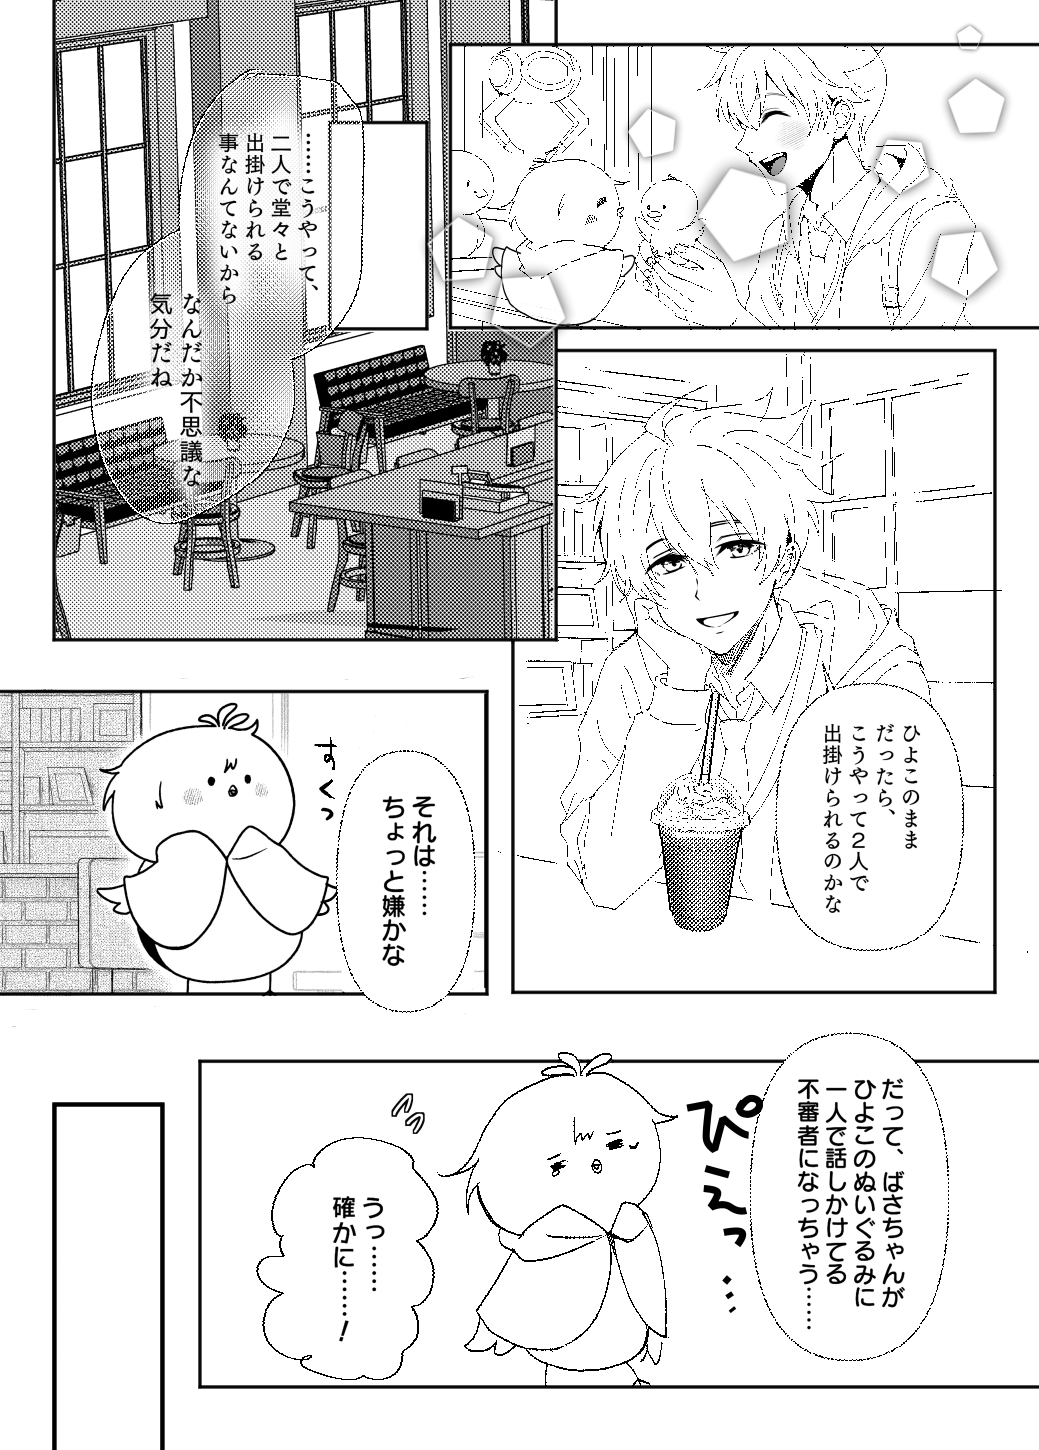 ……こうやって、
二人で堂々と
出掛けられる
事なんてないから
なんだか不思議な
気分だね
ひよこのまま
だったら、
こうやって２人で
出掛けられるのかな
それは……
ちょっと嫌かな
すくっ
だって、ばさちゃんが
ひよこのぬいぐるみに
一人で話しかけてる
不審者になっちゃう……
ぴえっ…
うっ……
確かに……！